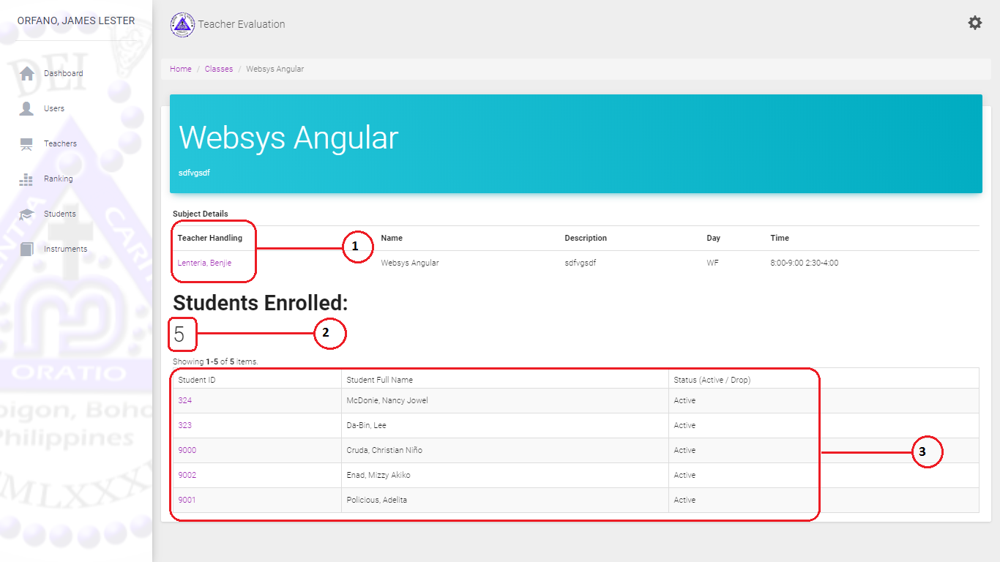 ORFANO, JAMES LESTER
Dashboard
Users
Teachers
Ranking
Students
Instruments
DEI
CARI
ENTIA
ORATIO
bigon, Boho
Philippines
MLXXX
Teacher Evaluation
Home / Classes / Websys Angular
Websys Angular
sdfvgsdf
Subject Details
Teacher Handling Name Description Day Time
Lenteria, Benjie Websys Angular sdfvgsdf WF 8:00-9:00 2:30-4:00
1
Students Enrolled:
5
2
Showing 1-5 of 5 items.
Student ID Student Full Name Status (Active / Drop)
324 McDonie, Nancy Jowel Active
323 Da-Bin, Lee Active
9000 Cruda, Christian Niño Active
9002 Enad, Mizzy Akiko Active
9001 Policious, Adelita Active
3